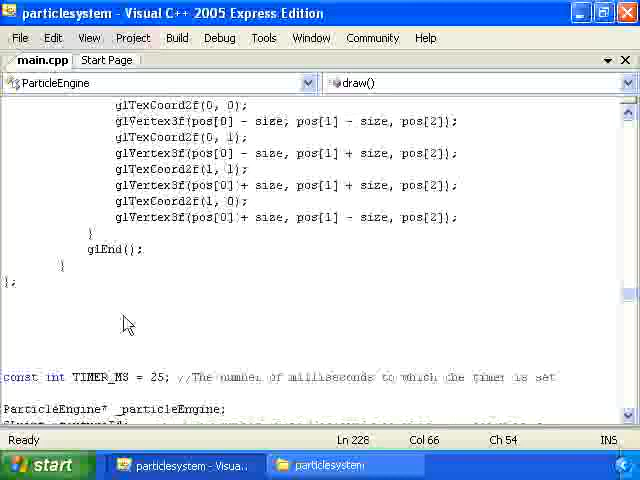 particlesystem - Visual C++ 2005 Express Edition
File Edit View Project Build Debug Tools Window Community Help
main.cpp Start Page
ParticleEngine draw()
glTexCoord2f(0, 0);
glVertex3f(pos[0] - size, pos[1] - size, pos[2]);
glTexCoord2f(0, 1);
glVertex3f(pos[0] - size, pos[1] + size, pos[2]);
glTexCoord2f(1, 1);
glVertex3f(pos[0] + size, pos[1] + size, pos[2]);
glTexCoord2f(1, 0);
glVertex3f(pos[0] + size, pos[1] - size, pos[2]);
}
glEnd();
}
};
const int TIMER_MS = 25; //The number of milliseconds to which the timer is set
ParticleEngine* _particleEngine;
Ready Ln 228 Col 66 Ch 54 INS
start particlesystem - Visua... particlesystem